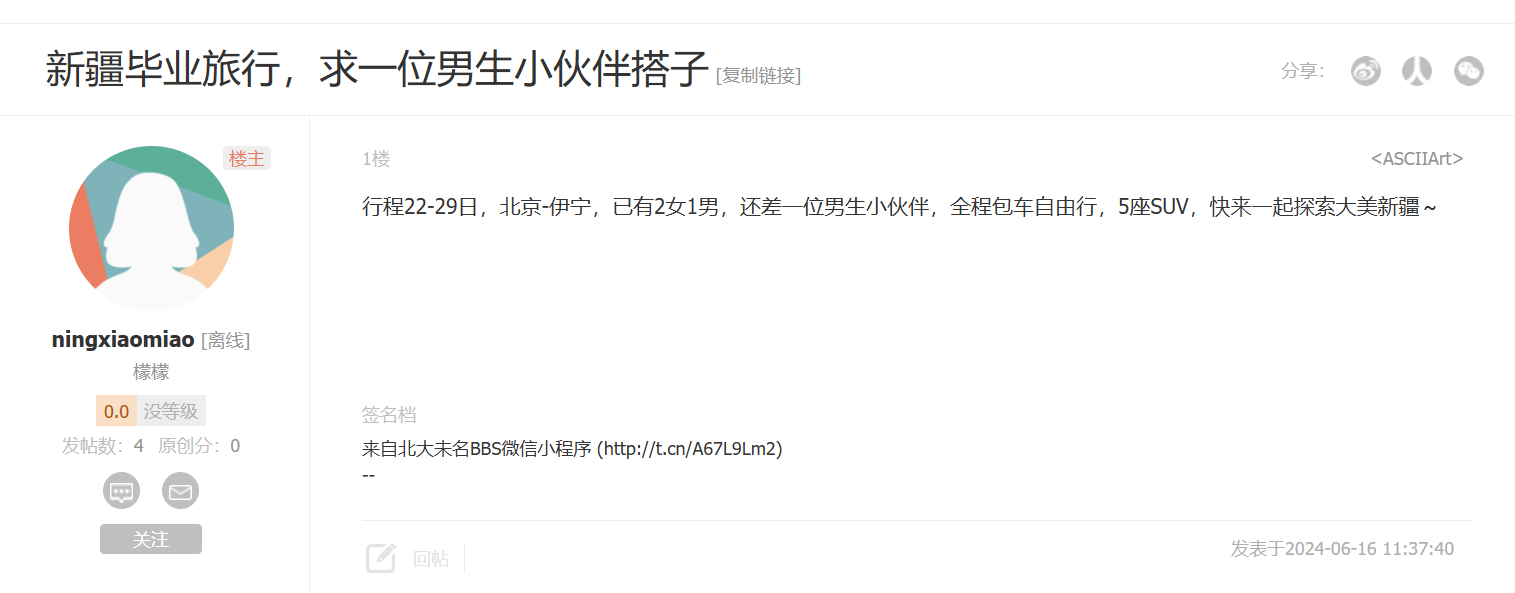 新疆毕业旅行，求一位男生小伙伴搭子 [复制链接]
分享：
楼主
1楼
<ASCIIArt>
行程22-29日，北京-伊宁，已有2女1男，还差一位男生小伙伴，全程包车自由行，5座SUV，快来一起探索大美新疆～
ningxiaomiao [离线]
檬檬
0.0 没等级
发帖数：4 原创分：0
关注
签名档
来自北大未名BBS微信小程序 (http://t.cn/A67L9Lm2)
--
回帖
发表于2024-06-16 11:37:40